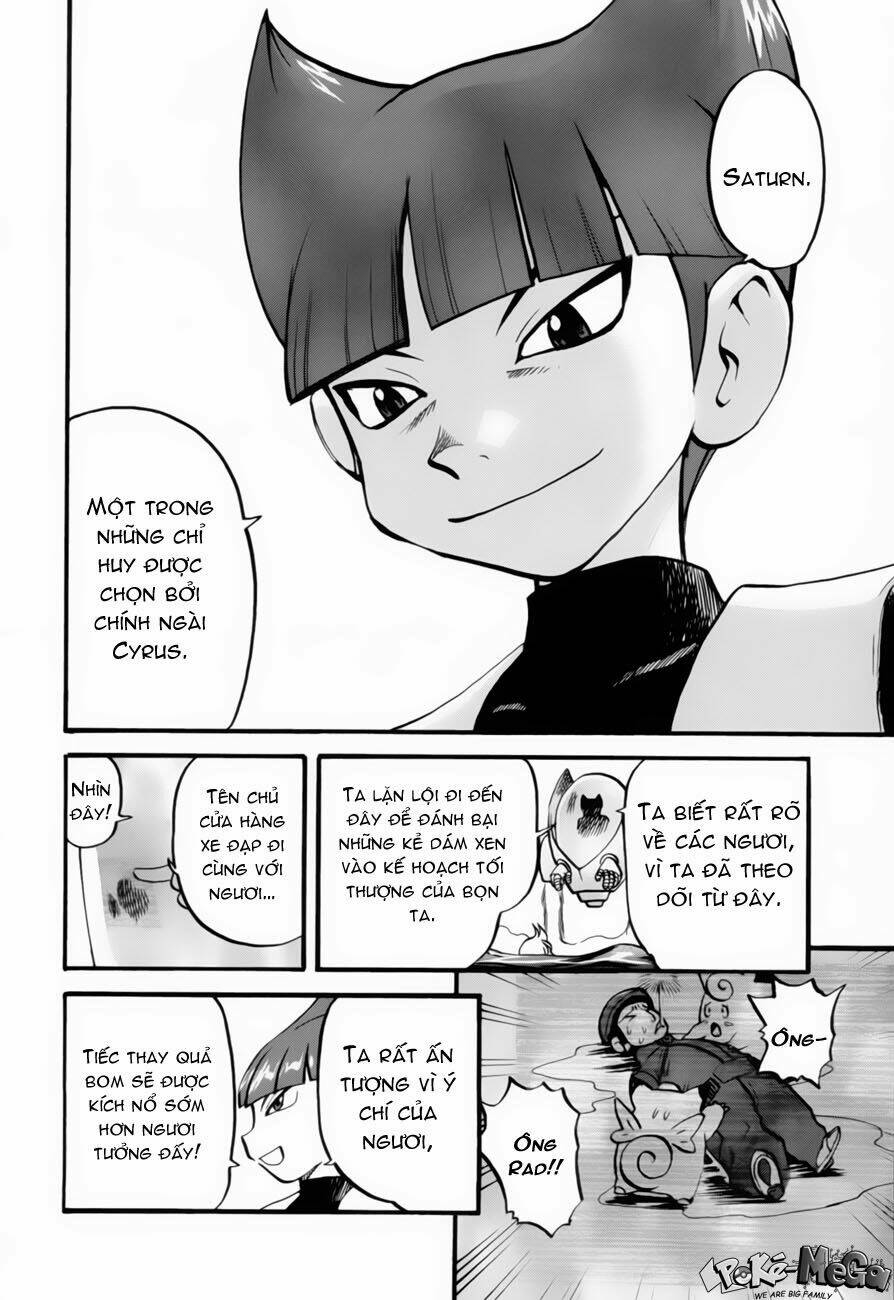 SATURN.
MỘT TRONG
NHỮNG CHỈ
HUY ĐƯỢC
CHỌN BỞI
CHÍNH NGÀI
CYRUS.
TA BIẾT RẤT RÕ
VỀ CÁC NGƯƠI,
VÌ TA ĐÃ THEO
DÕI TỪ ĐÂY.
TA LẶN LỘI ĐI ĐẾN
ĐÂY ĐỂ ĐÁNH BẠI
NHỮNG KẺ DÁM XEN
VÀO KẾ HOẠCH TỐI
THƯỢNG CỦA BỌN
TA.
TÊN CHỦ
CỬA HÀNG
XE ĐẠP ĐI
CÙNG VỚI
NGƯƠI...
NHÌN
ĐÂY!
ÔNG-
ÔNG
RAD!!
TA RẤT ẤN
TƯỢNG VÌ Ý
CHÍ CỦA
NGƯƠI,
TIẾC THAY QUẢ
BOM SẼ ĐƯỢC
KÍCH NỔ SỚM
HƠN NGƯƠI
TƯỞNG ĐẤY!
POKÉ-MEGA
WE ARE BIG FAMILY